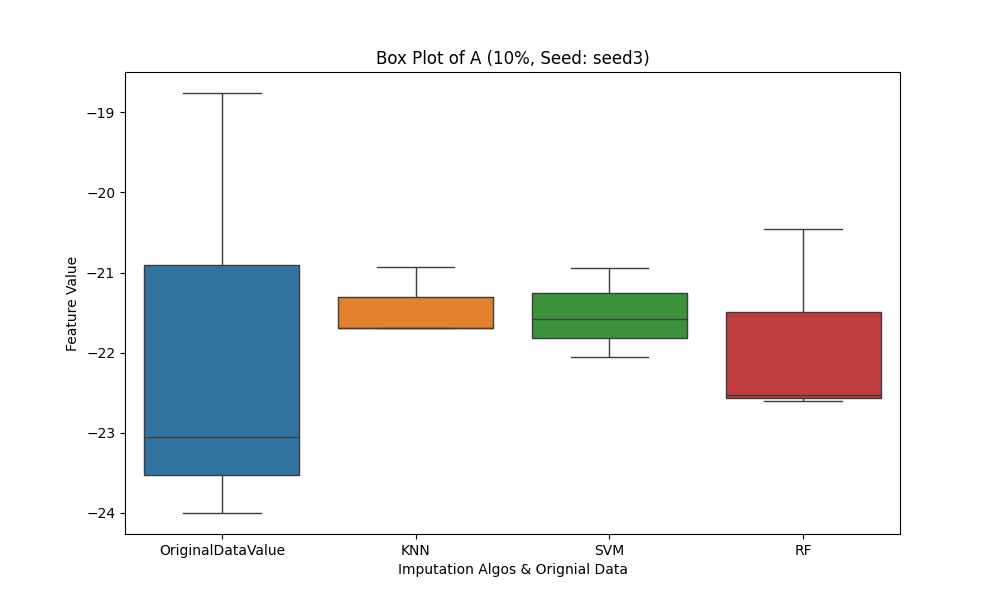 Box Plot of A (10%, Seed: seed3)
Feature Value
−19
−20
−21
−22
−23
−24
OriginalDataValue
KNN
SVM
RF
Imputation Algos & Orignial Data